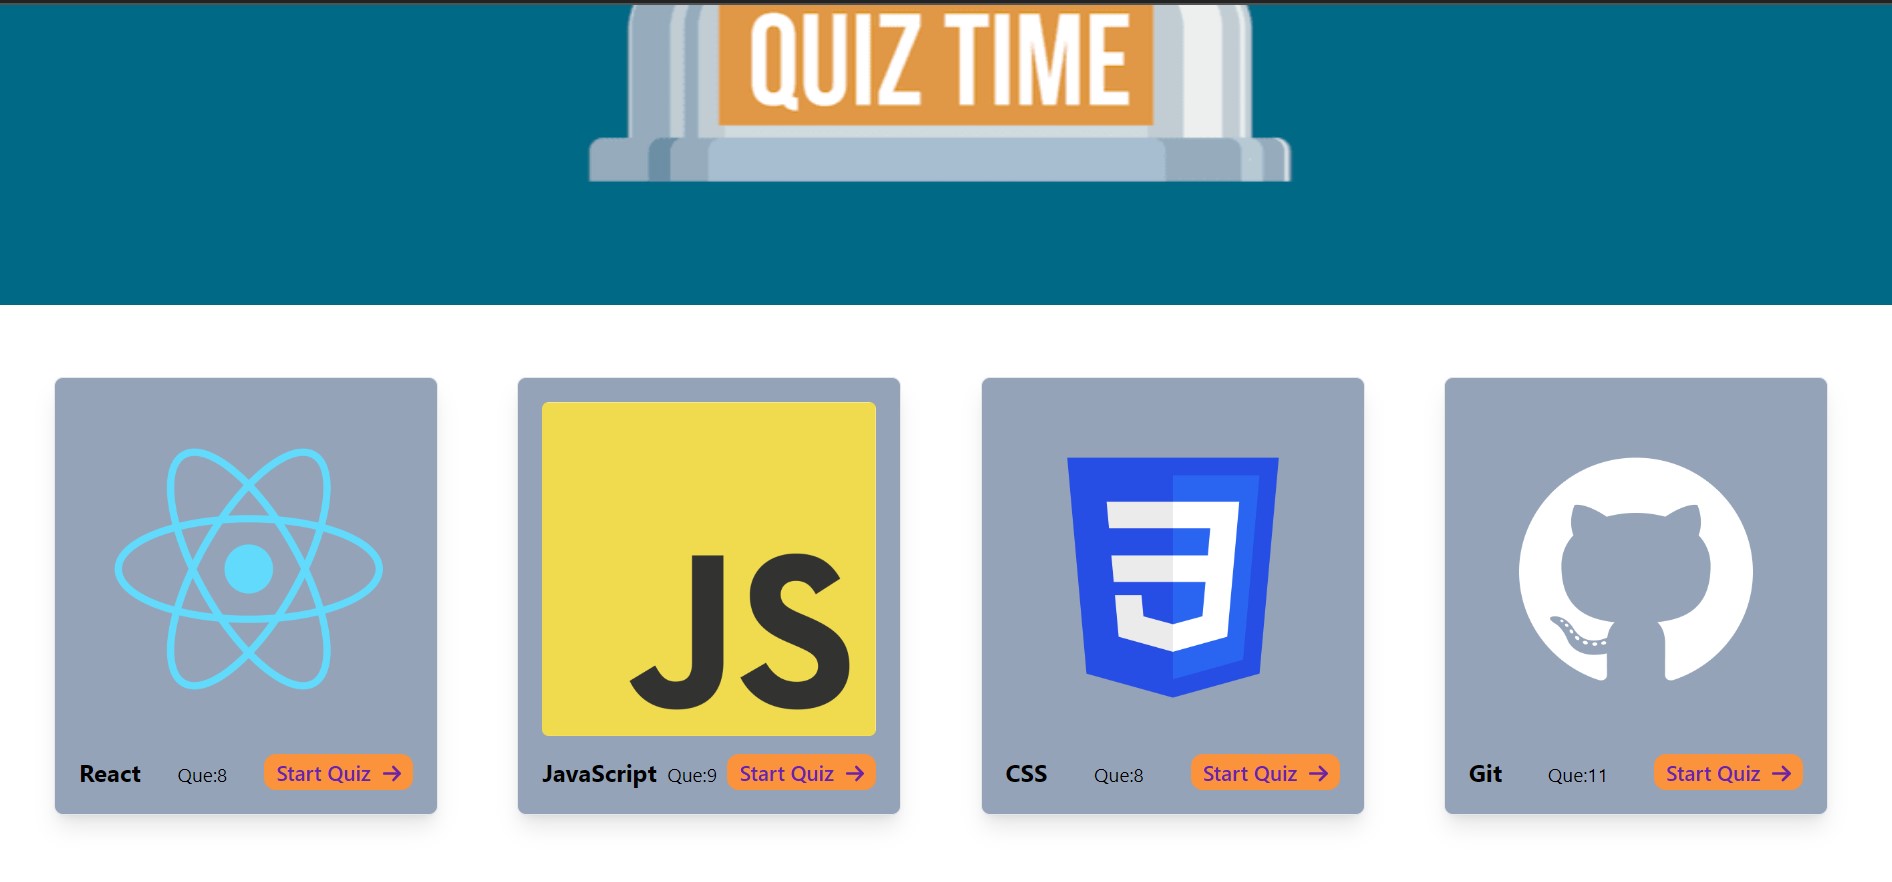 QUIZ TIME
JS
React Que:8 Start Quiz →
JavaScript Que:9 Start Quiz →
CSS Que:8 Start Quiz →
Git Que:11 Start Quiz →